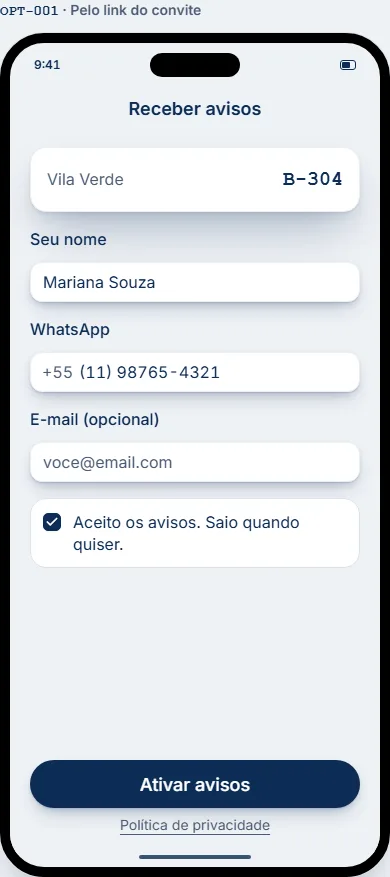 OPT-001 · Pelo link do convite
9:41
Receber avisos
Vila Verde B-304
Seu nome
Mariana Souza
WhatsApp
+55 (11) 98765-4321
E-mail (opcional)
voce@email.com
Aceito os avisos. Saio quando
quiser.
Ativar avisos
Política de privacidade